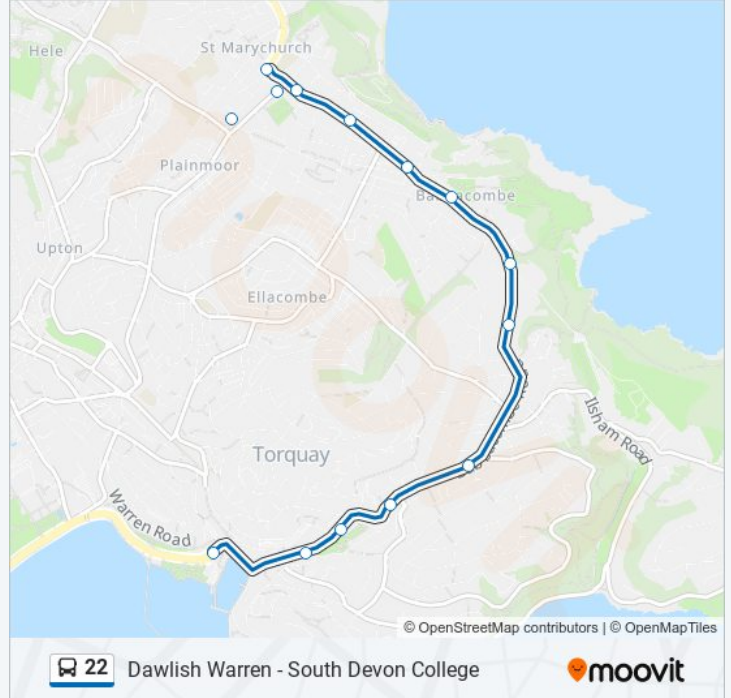 St Marychurch
Hele
Plainmoor
Upton
Ellacombe
Ilsham Road
Torquay
Warren Road
© OpenStreetMap contributors | © OpenMapTiles
22 Dawlish Warren - South Devon College
moovit